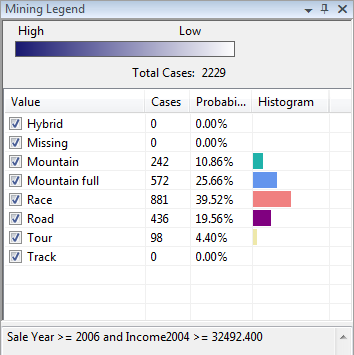 Mining Legend
High Low
Total Cases: 2229
Value Cases Probabi... Histogram
Hybrid 0 0.00%
Missing 0 0.00%
Mountain 242 10.86%
Mountain full 572 25.66%
Race 881 39.52%
Road 436 19.56%
Tour 98 4.40%
Track 0 0.00%
Sale Year >= 2006 and Income2004 >= 32492.400